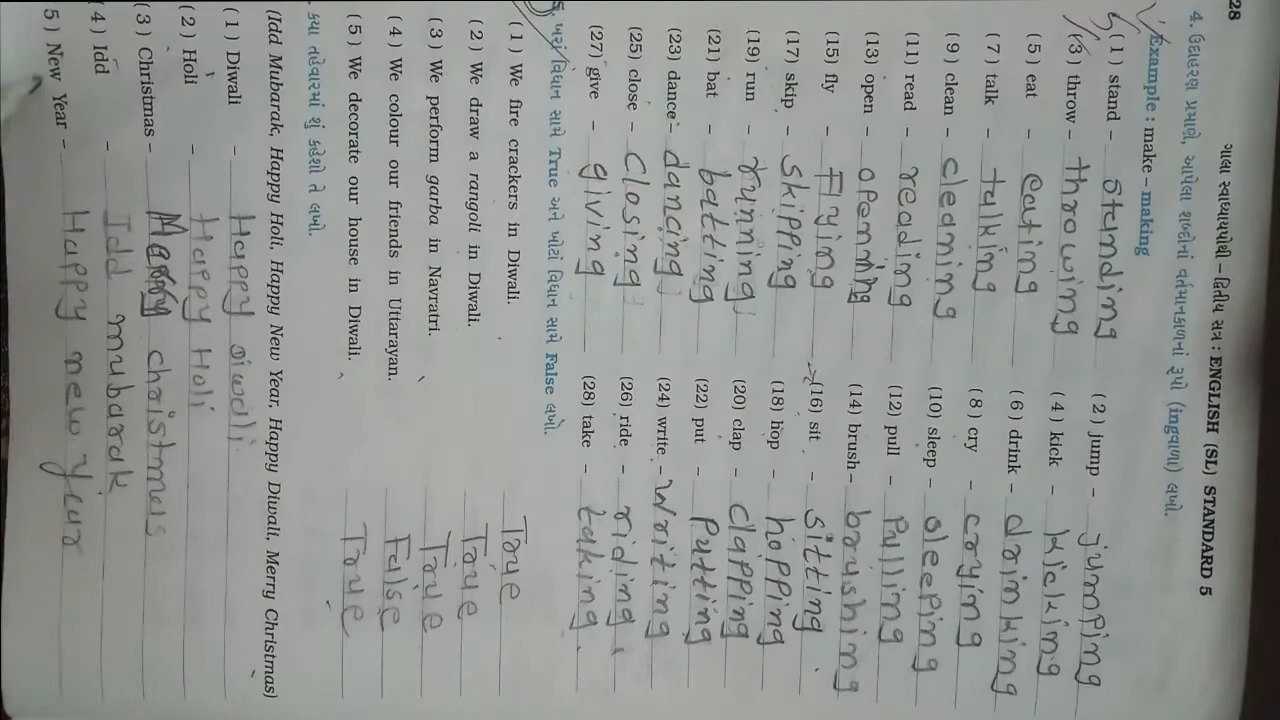 28 ગાલા સ્વાધ્યાયપોથી – દ્વિતીય સત્ર : ENGLISH (SL) STANDARD 5
4. ઉદાહરણ પ્રમાણે, આપેલા શબ્દોનાં વર્તમાનકાળનાં રૂપો (ingવાળા) લખો.
Example : make – making
(1) stand – standing (2) jump – jumping
(3) throw – throwing (4) kick – kicking
(5) eat – eating (6) drink – drinking
(7) talk – talking (8) cry – crying
(9) clean – cleaning (10) sleep – sleeping
(11) read – reading (12) pull – Pulling
(13) open – opening (14) brush – brushing
(15) fly – Flying (16) sit – sitting
(17) skip – skipping (18) hop – hopping
(19) run – running (20) clap – clapping
(21) bat – batting (22) put – Putting
(23) dance – dancing (24) write – writing
(25) close – closing (26) ride – riding
(27) give – giving (28) take – taking
5. ખરાં વિધાન સામે True અને ખોટાં વિધાન સામે False લખો.
(1) We fire crackers in Diwali. True
(2) We draw a rangoli in Diwali. True
(3) We perform garba in Navratri. True
(4) We colour our friends in Uttarayan. False
(5) We decorate our house in Diwali. True
કયા તહેવારમાં શું કહેશો તે લખો.
(Idd Mubarak, Happy Holi, Happy New Year, Happy Diwali, Merry Christmas)
(1) Diwali – Happy diwali
(2) Holi – Happy Holi
(3) Christmas – christmas
(4) Idd – Idd mubarak
5) New Year – Happy new year